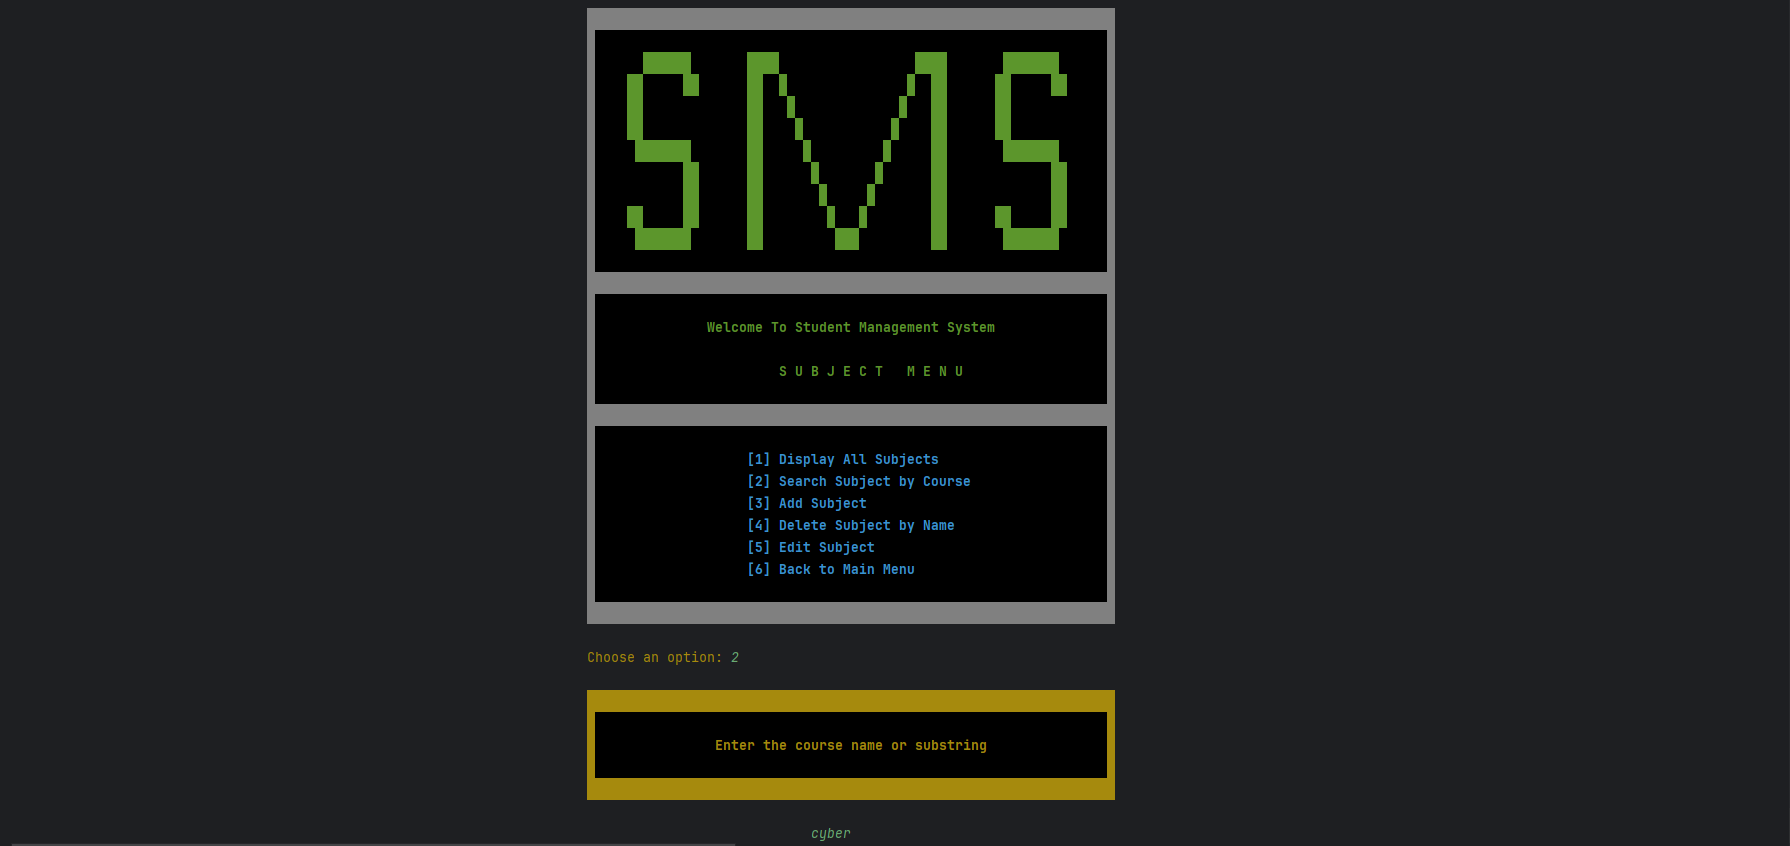 SMS
Welcome To Student Management System
S U B J E C T   M E N U
[1] Display All Subjects
[2] Search Subject by Course
[3] Add Subject
[4] Delete Subject by Name
[5] Edit Subject
[6] Back to Main Menu
Choose an option: 2
Enter the course name or substring
cyber